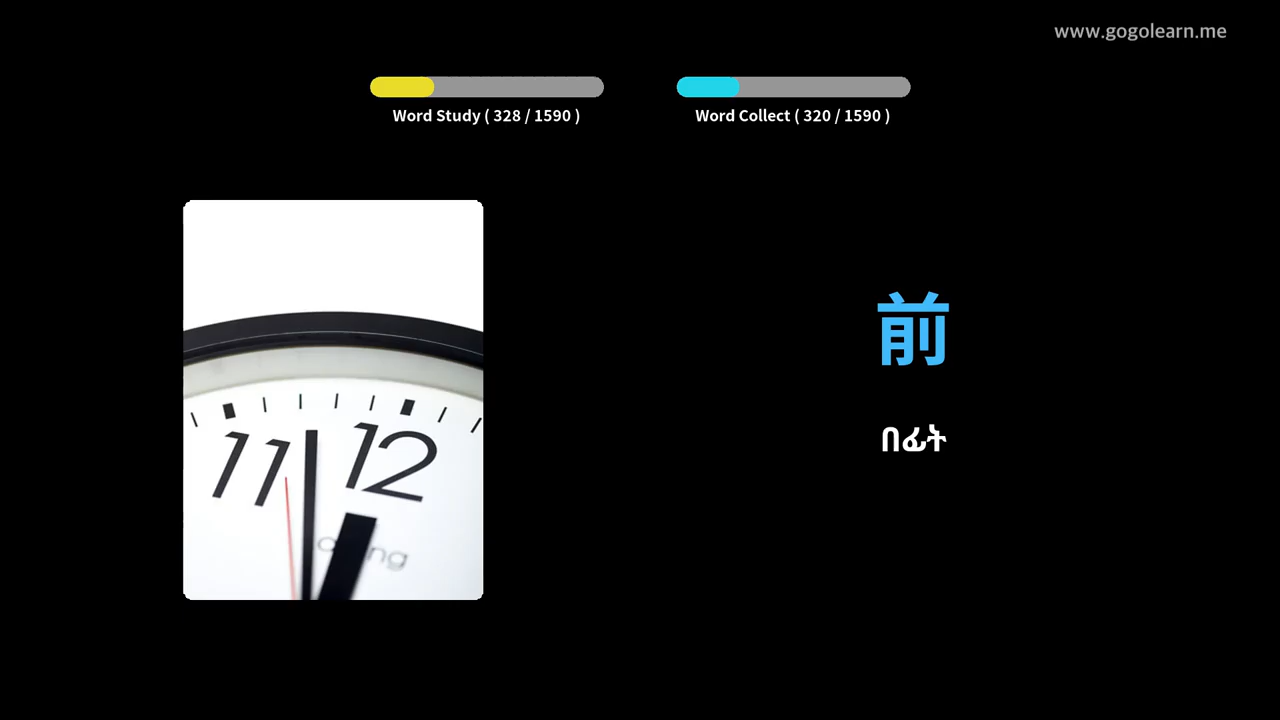 www.gogolearn.me
Word Study ( 328 / 1590 )
Word Collect ( 320 / 1590 )
11 12
前
በፊት